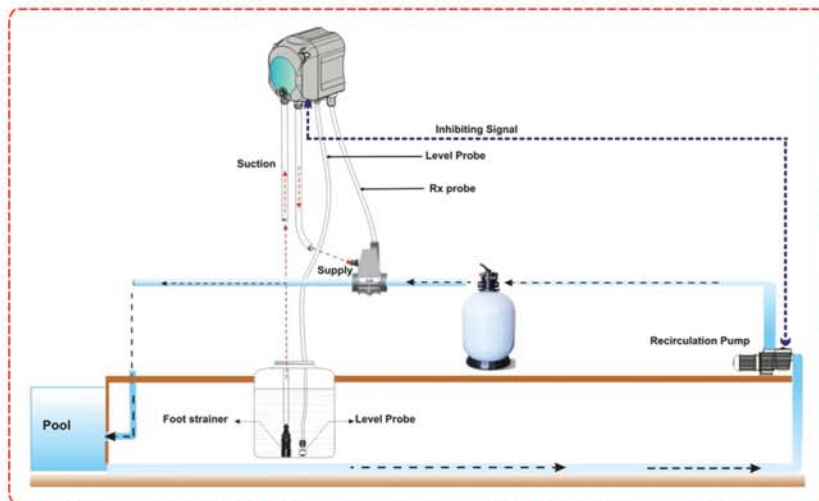 Inhibiting Signal
Level Probe
Suction
Rx probe
Supply
Recirculation Pump
Pool
Foot strainer
Level Probe